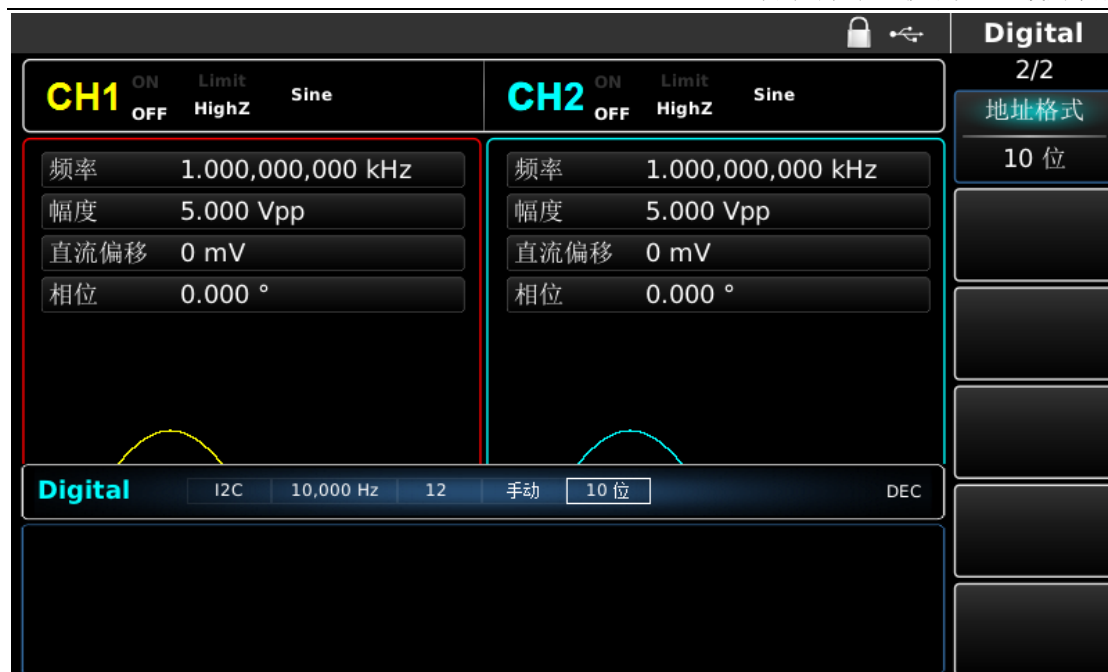 Digital
2/2
CH1 ON OFF Limit HighZ Sine
CH2 ON OFF Limit HighZ Sine
地址格式
10 位
频率 1.000,000,000 kHz
幅度 5.000 Vpp
直流偏移 0 mV
相位 0.000 °
频率 1.000,000,000 kHz
幅度 5.000 Vpp
直流偏移 0 mV
相位 0.000 °
Digital I2C 10,000 Hz 12 手动 10 位 DEC